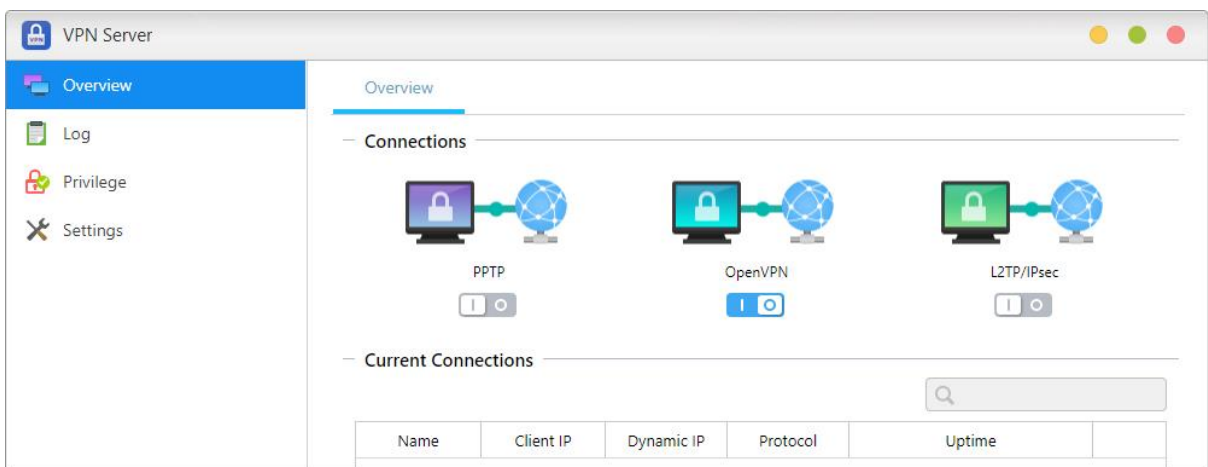 VPN Server
Overview
Log
Privilege
Settings
Overview
Connections
PPTP
OpenVPN
L2TP/IPsec
Current Connections
Name Client IP Dynamic IP Protocol Uptime